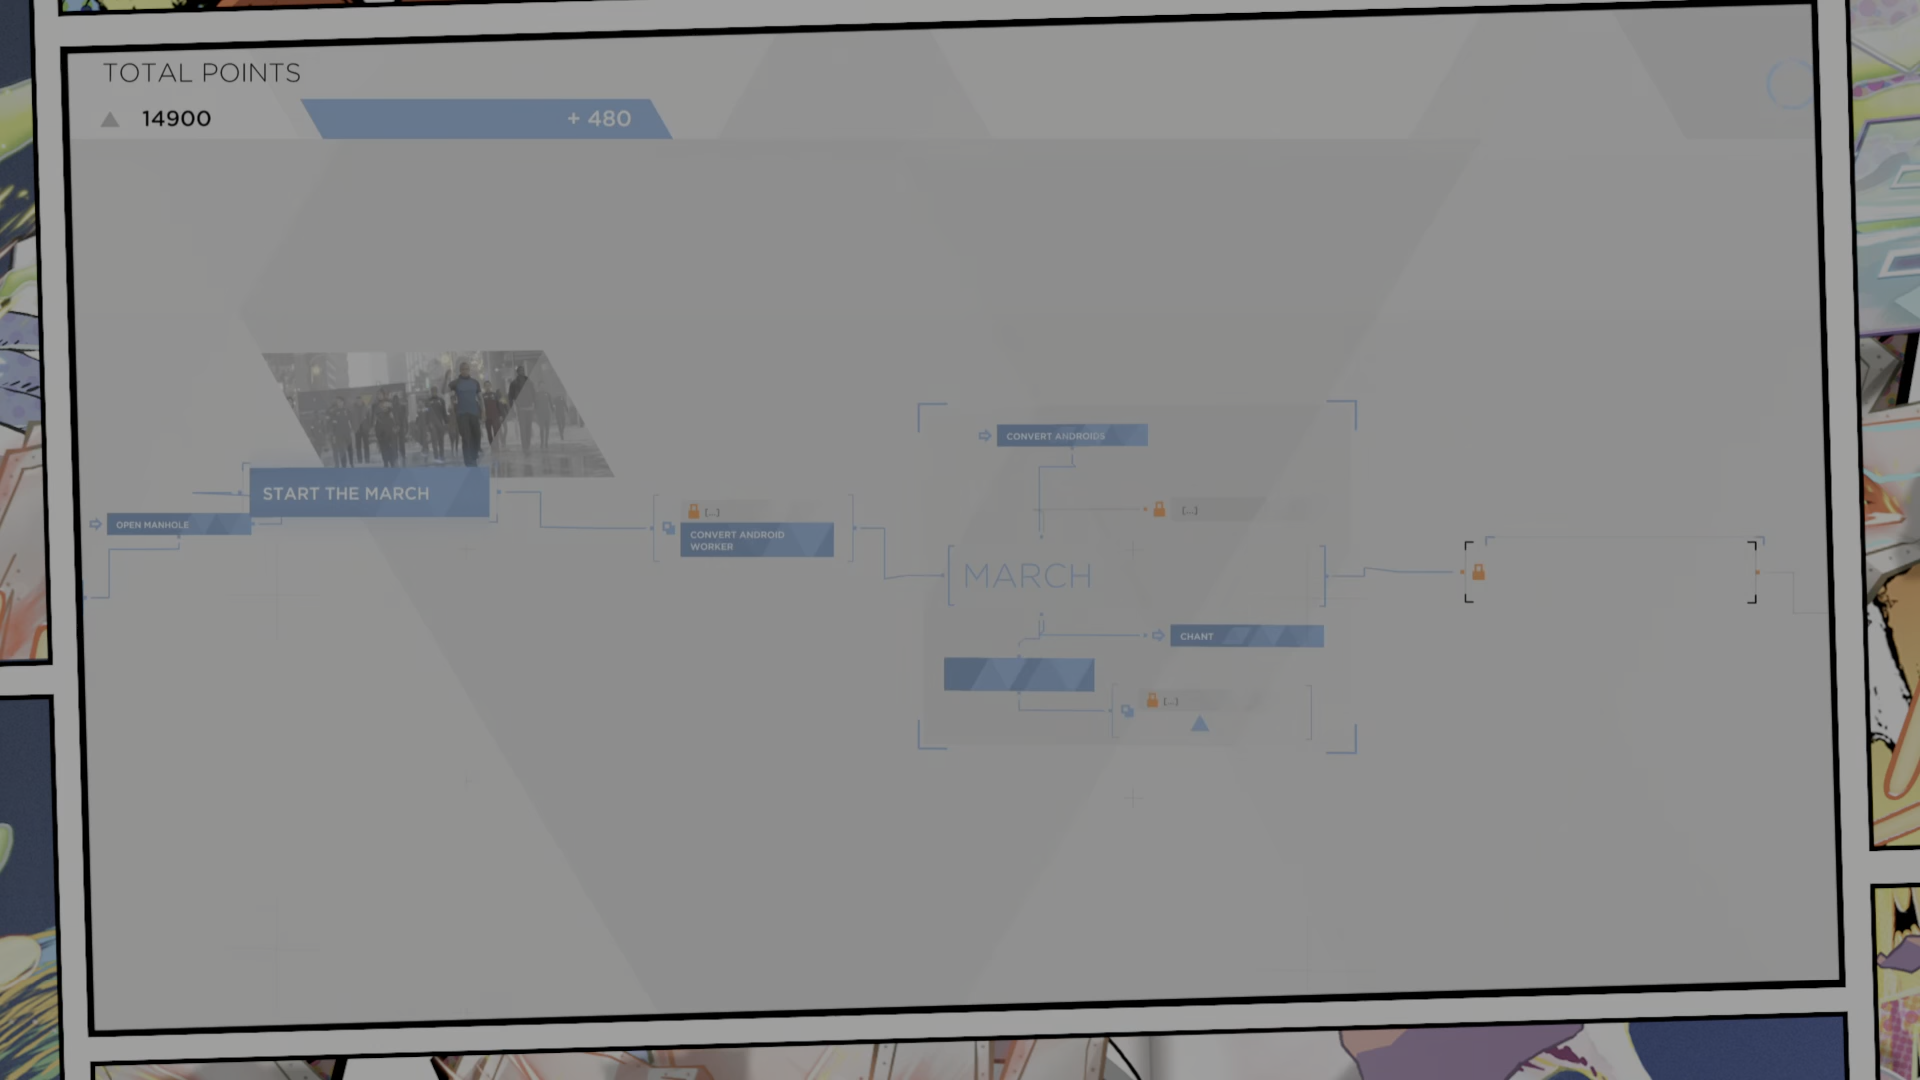 TOTAL POINTS
14900
+ 480
CONVERT ANDROIDS
START THE MARCH
[...]
[...]
OPEN MANHOLE
CONVERT ANDROID
WORKER
MARCH
CHANT
[...]